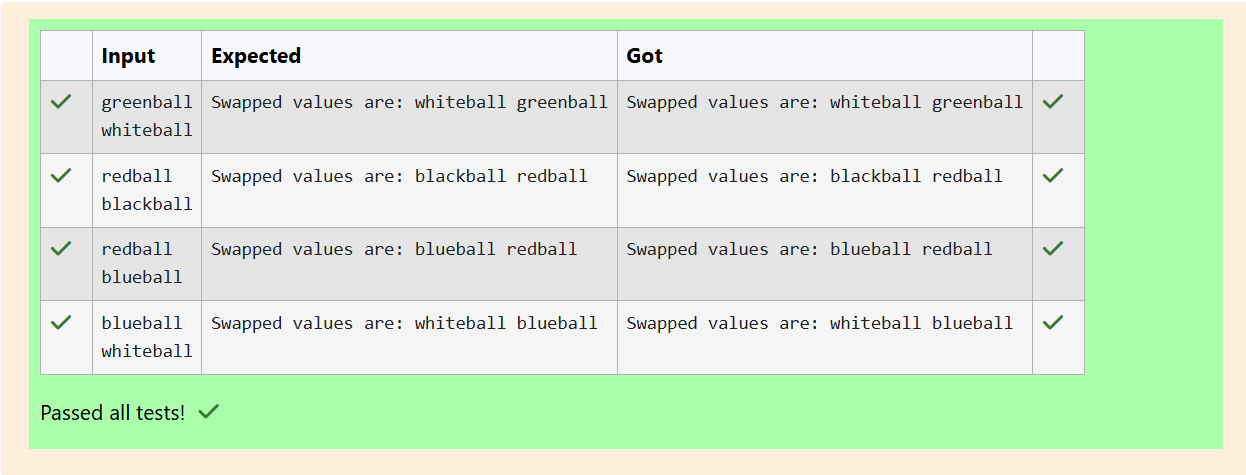 Input Expected Got
greenball Swapped values are: whiteball greenball Swapped values are: whiteball greenball
whiteball
redball Swapped values are: blackball redball Swapped values are: blackball redball
blackball
redball Swapped values are: blueball redball Swapped values are: blueball redball
blueball
blueball Swapped values are: whiteball blueball Swapped values are: whiteball blueball
whiteball
Passed all tests!